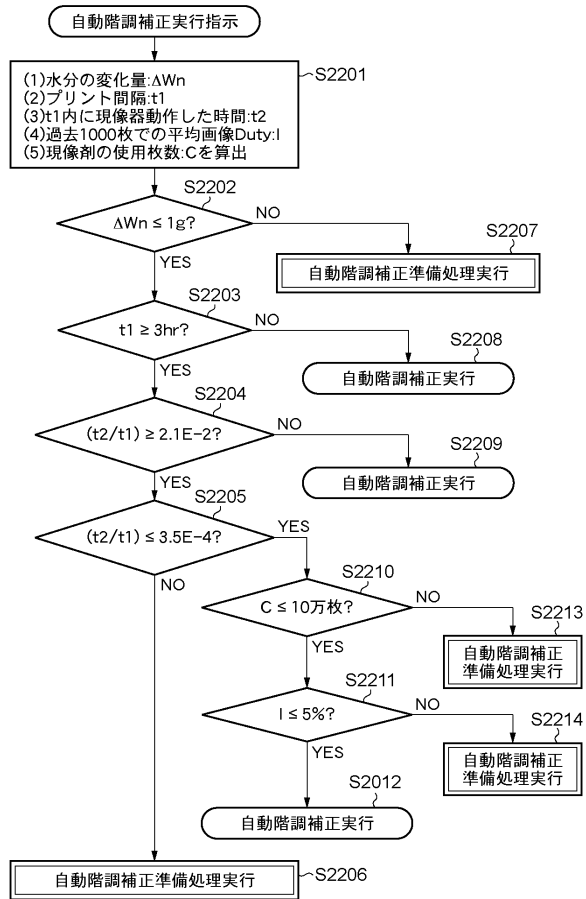 自動階調補正実行指示
S2201
(1)水分の変化量:ΔWn
(2)プリント間隔:t1
(3)t1内に現像器動作した時間:t2
(4)過去1000枚での平均画像Duty:I
(5)現像剤の使用枚数:Cを算出
S2202
ΔWn ≤ 1g?
NO
YES
S2207
自動階調補正準備処理実行
S2203
t1 ≥ 3hr?
NO
YES
S2208
自動階調補正実行
S2204
(t2/t1) ≥ 2.1E-2?
NO
YES
S2209
自動階調補正実行
S2205
(t2/t1) ≤ 3.5E-4?
YES
NO
S2210
C ≤ 10万枚?
NO
YES
S2213
自動階調補正
準備処理実行
S2211
I ≤ 5%?
NO
YES
S2214
自動階調補正
準備処理実行
S2012
自動階調補正実行
自動階調補正準備処理実行
S2206